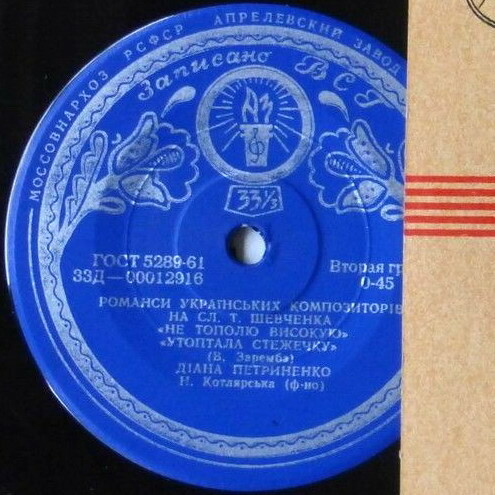 МОССОВНАРХОЗ РСФСР АПРЕЛЕВСКИЙ ЗАВОД
Записано ВСГ
АЗ
33⅓
ГОСТ 5289-61
33Д—00012916
Вторая гр
0-45
РОМАНСИ УКРАЇНСЬКИХ КОМПОЗИТОРІВ
НА СЛ. Т. ШЕВЧЕНКА
«НЕ ТОПОЛЮ ВИСОКУЮ»
«УТОПТАЛА СТЕЖЕЧКУ»
(В. Заремба)
ДІАНА ПЕТРИНЕНКО
Н. Котлярська (ф-но)